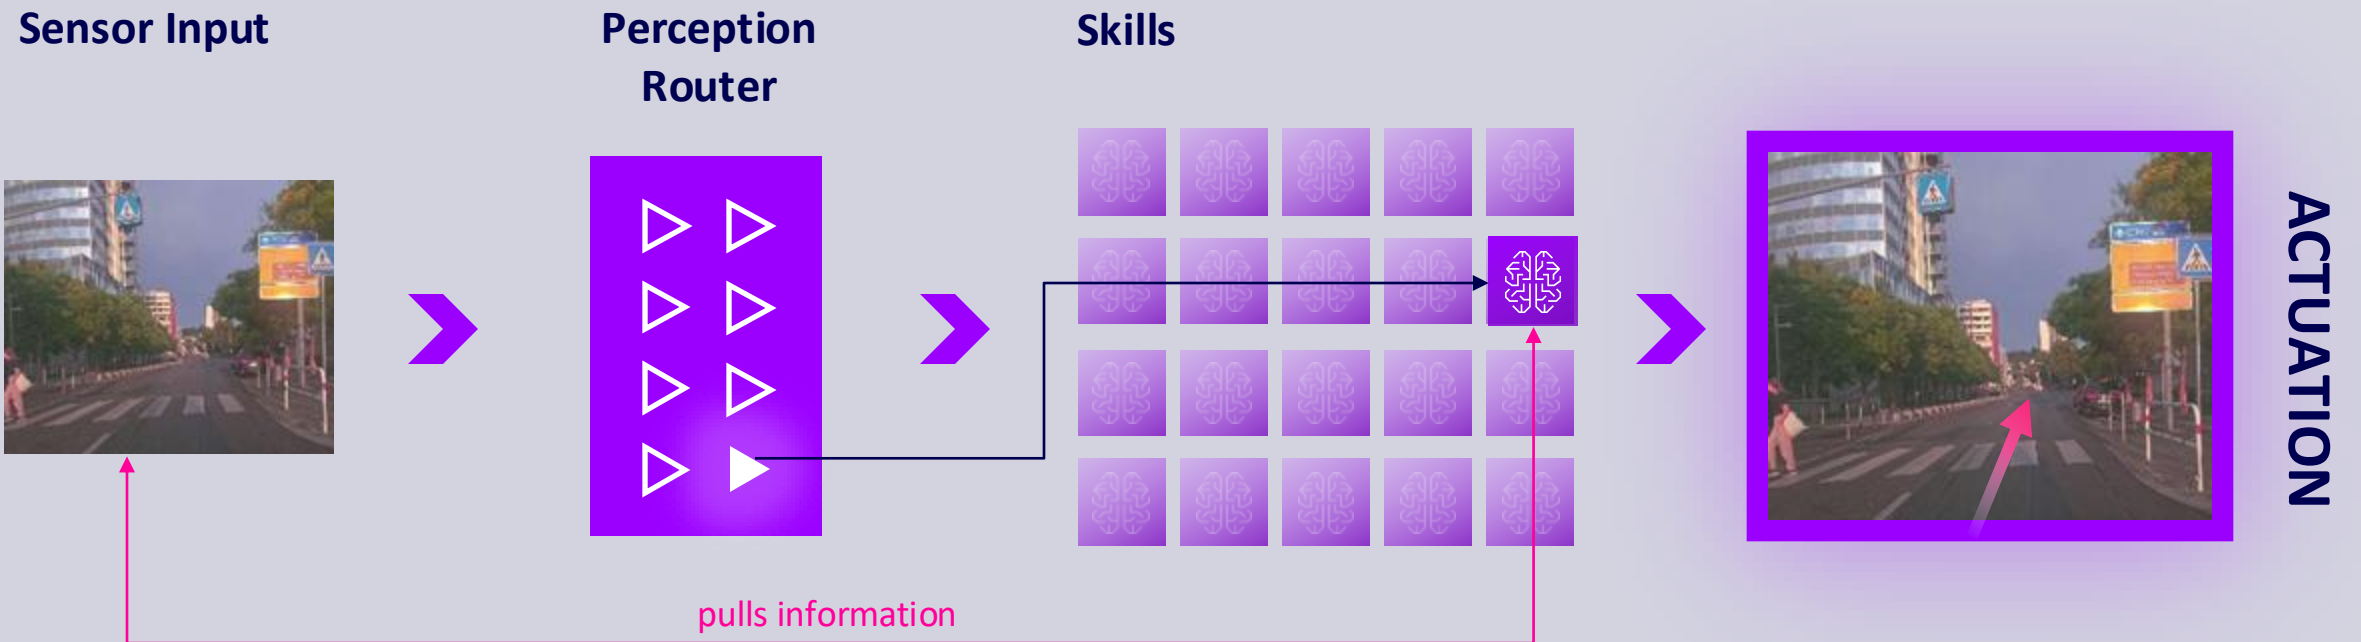 Sensor Input
Perception
Router
Skills
ACTUATION
pulls information